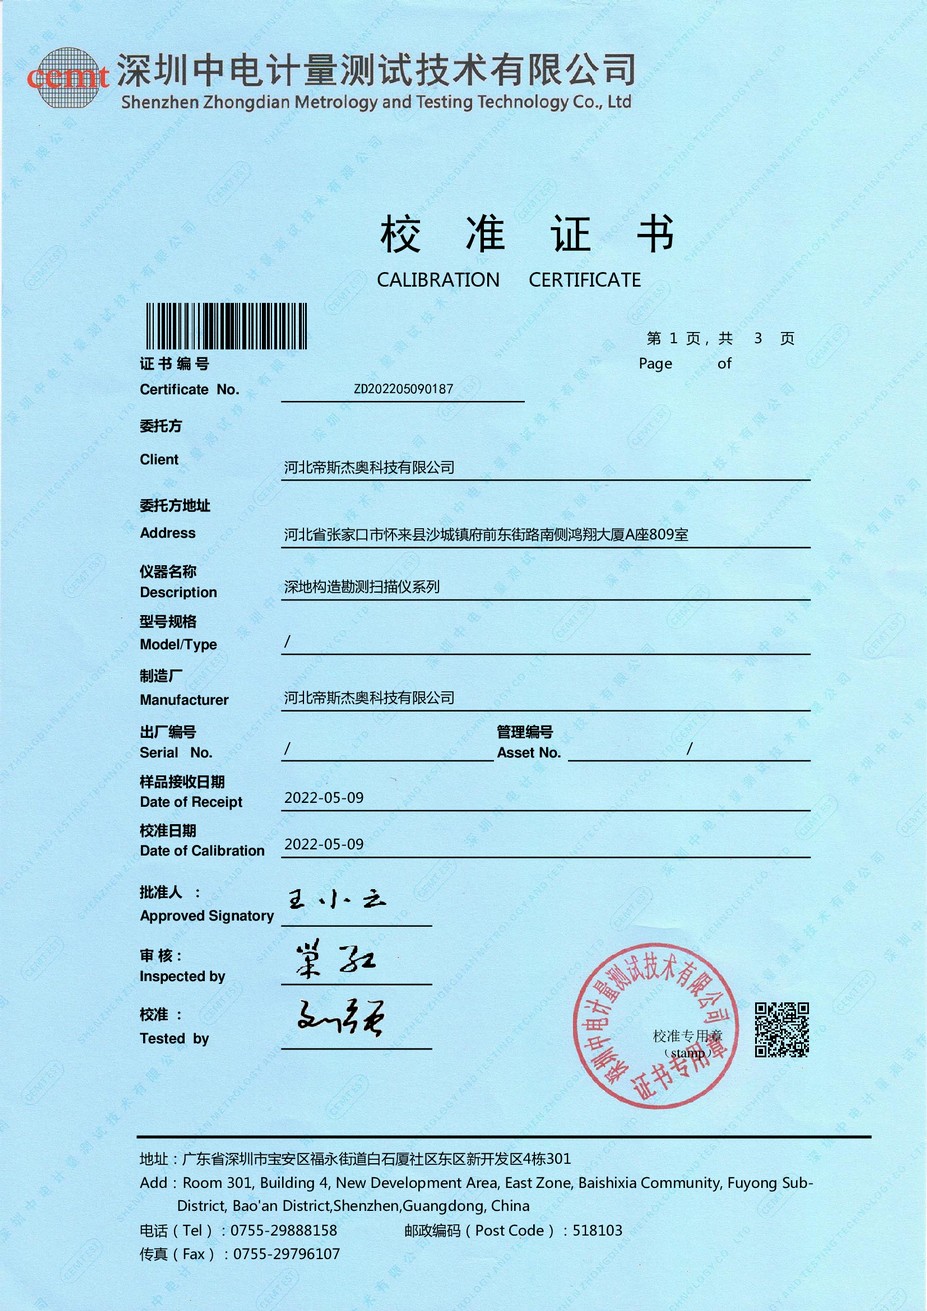 ccmt 深圳中电计量测试技术有限公司
Shenzhen Zhongdian Metrology and Testing Technology Co., Ltd
校 准 证 书
CALIBRATION CERTIFICATE
第 1 页, 共 3 页
Page of
证书编号
Certificate No. ZD202205090187
委托方
Client 河北帝斯杰奥科技有限公司
委托方地址
Address 河北省张家口市怀来县沙城镇府前东街路南侧鸿翔大厦A座809室
仪器名称
Description 深地构造勘测扫描仪系列
型号规格
Model/Type /
制造厂
Manufacturer 河北帝斯杰奥科技有限公司
出厂编号 管理编号
Serial No. / Asset No. /
样品接收日期
Date of Receipt 2022-05-09
校准日期
Date of Calibration 2022-05-09
批准人 : 王小云
Approved Signatory
审 核 :
Inspected by
校准 :
Tested by
深圳中电计量测试技术有限公司
校准专用章
(stamp)
证书专用章
地址:广东省深圳市宝安区福永街道白石厦社区东区新开发区4栋301
Add : Room 301, Building 4, New Development Area, East Zone, Baishixia Community, Fuyong Sub-
District, Bao'an District,Shenzhen,Guangdong, China
电话 ( Tel ) : 0755-29888158 邮政编码 ( Post Code ) : 518103
传真 ( Fax ) : 0755-29796107